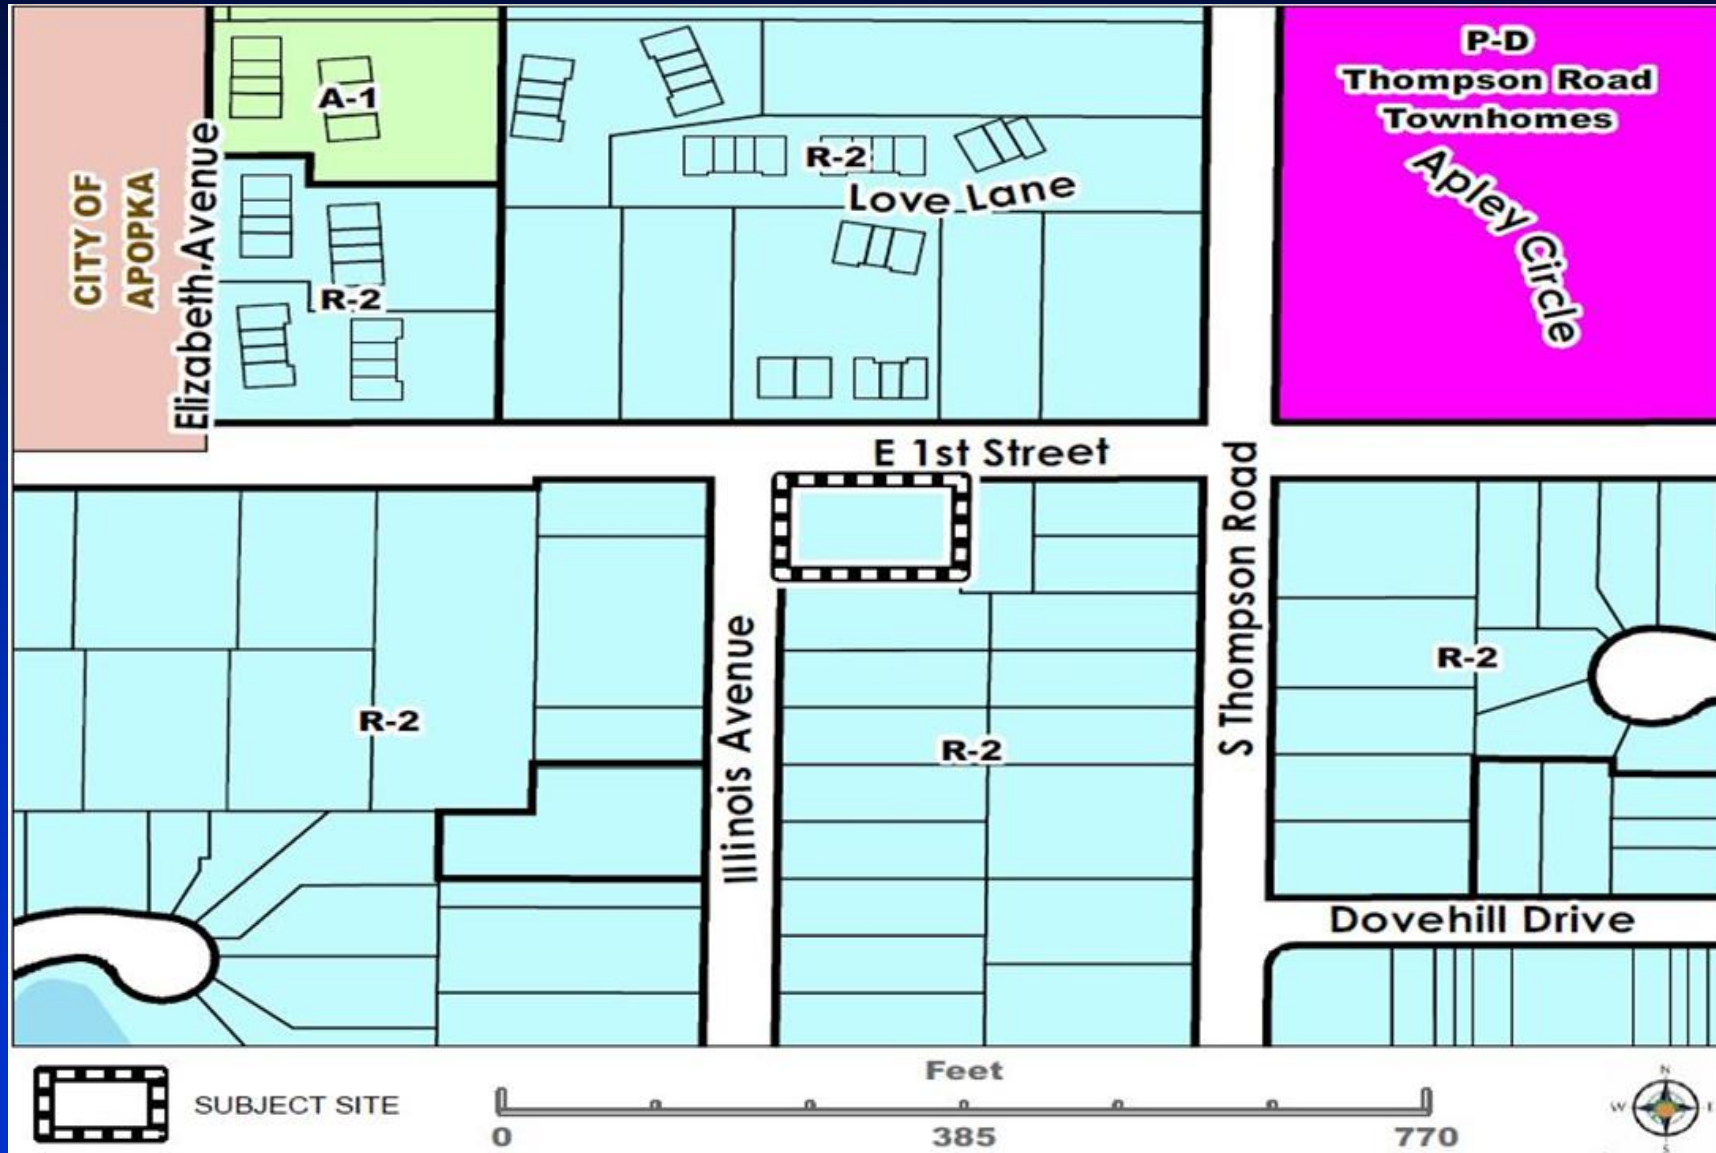 P-D
Thompson Road
Townhomes
A-1
Apley Circle
CITY OF
APOPKA
Elizabeth Avenue
R-2
Love Lane
R-2
E 1st Street
S Thompson Road
Illinois Avenue
R-2
R-2
R-2
Dovehill Drive
SUBJECT SITE
Feet
0
385
770
N
W
E
S